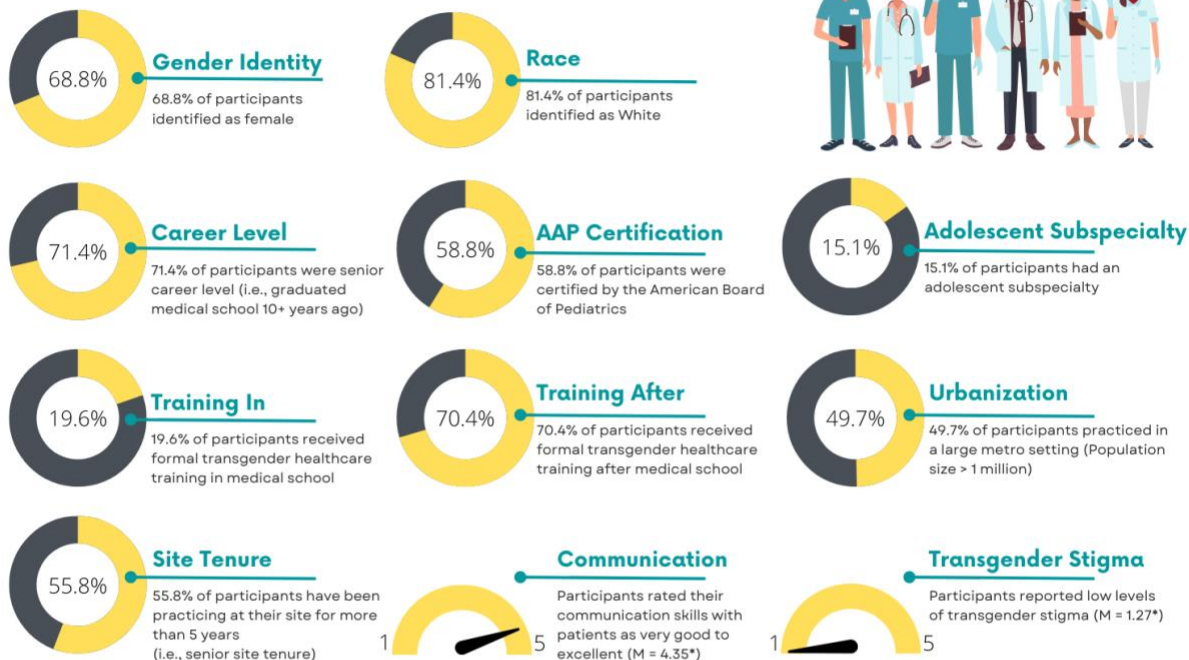 68.8%
Gender Identity
68.8% of participants
identified as female
81.4%
Race
81.4% of participants
identified as White
71.4%
Career Level
71.4% of participants were senior
career level (i.e., graduated
medical school 10+ years ago)
58.8%
AAP Certification
58.8% of participants were
certified by the American Board
of Pediatrics
15.1%
Adolescent Subspecialty
15.1% of participants had an
adolescent subspecialty
19.6%
Training In
19.6% of participants received
formal transgender healthcare
training in medical school
70.4%
Training After
70.4% of participants received
formal transgender healthcare
training after medical school
49.7%
Urbanization
49.7% of participants practiced in
a large metro setting (Population
size > 1 million)
55.8%
Site Tenure
55.8% of participants have been
practicing at their site for more
than 5 years
(i.e., senior site tenure)
1
5
Communication
Participants rated their
communication skills with
patients as very good to
excellent (M = 4.35*)
1
5
Transgender Stigma
Participants reported low levels
of transgender stigma (M = 1.27*)